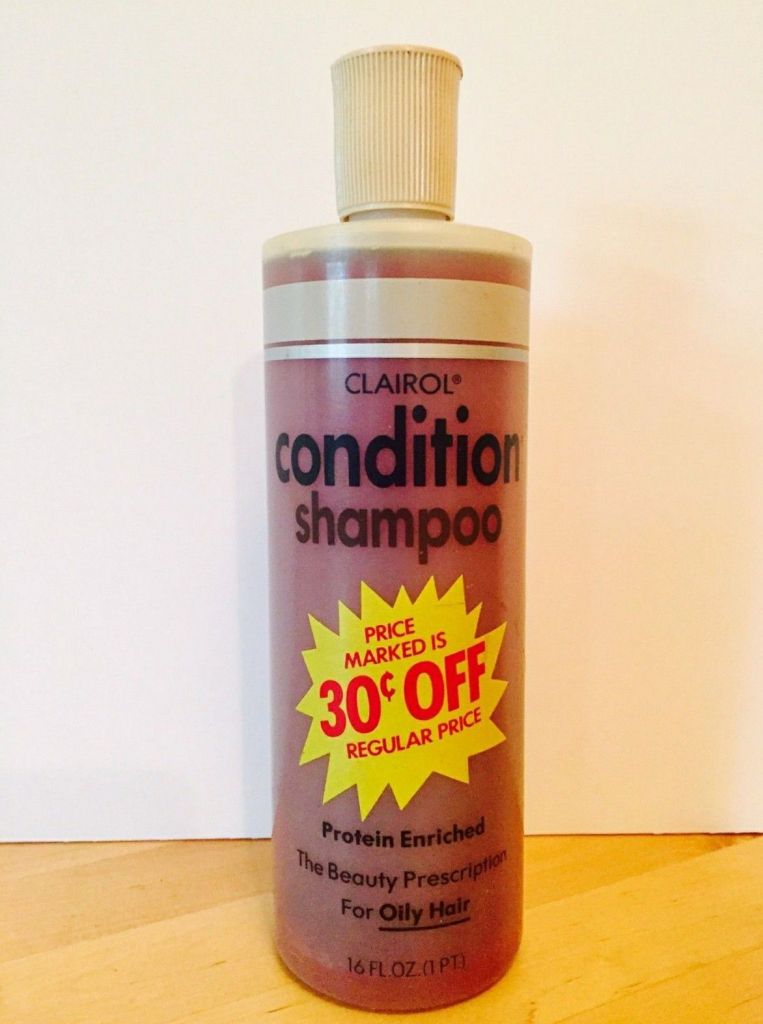 CLAIROL®
condition™
shampoo
PRICE
MARKED IS
30¢ OFF
REGULAR PRICE
Protein Enriched
The Beauty Prescription
For Oily Hair
16 FL.OZ.(1 PT.)